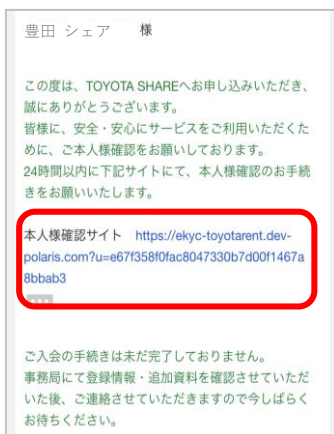 豊田 シェア 様
この度は、TOYOTA SHAREへお申し込みいただき、
誠にありがとうございます。
皆様に、安全・安心にサービスをご利用いただくた
めに、ご本人様確認をお願いしております。
24時間以内に下記サイトにて、本人様確認のお手続
きをお願いいたします。
本人様確認サイト https://ekyc-toyotarent.dev-
polaris.com?u=e67f358f0fac8047330b7d00f1467a
8bbab3
ご入会の手続きは未だ完了しておりません。
事務局にて登録情報・追加資料を確認させていただ
いた後、ご連絡させていただきますので今しばらく
お待ちください。